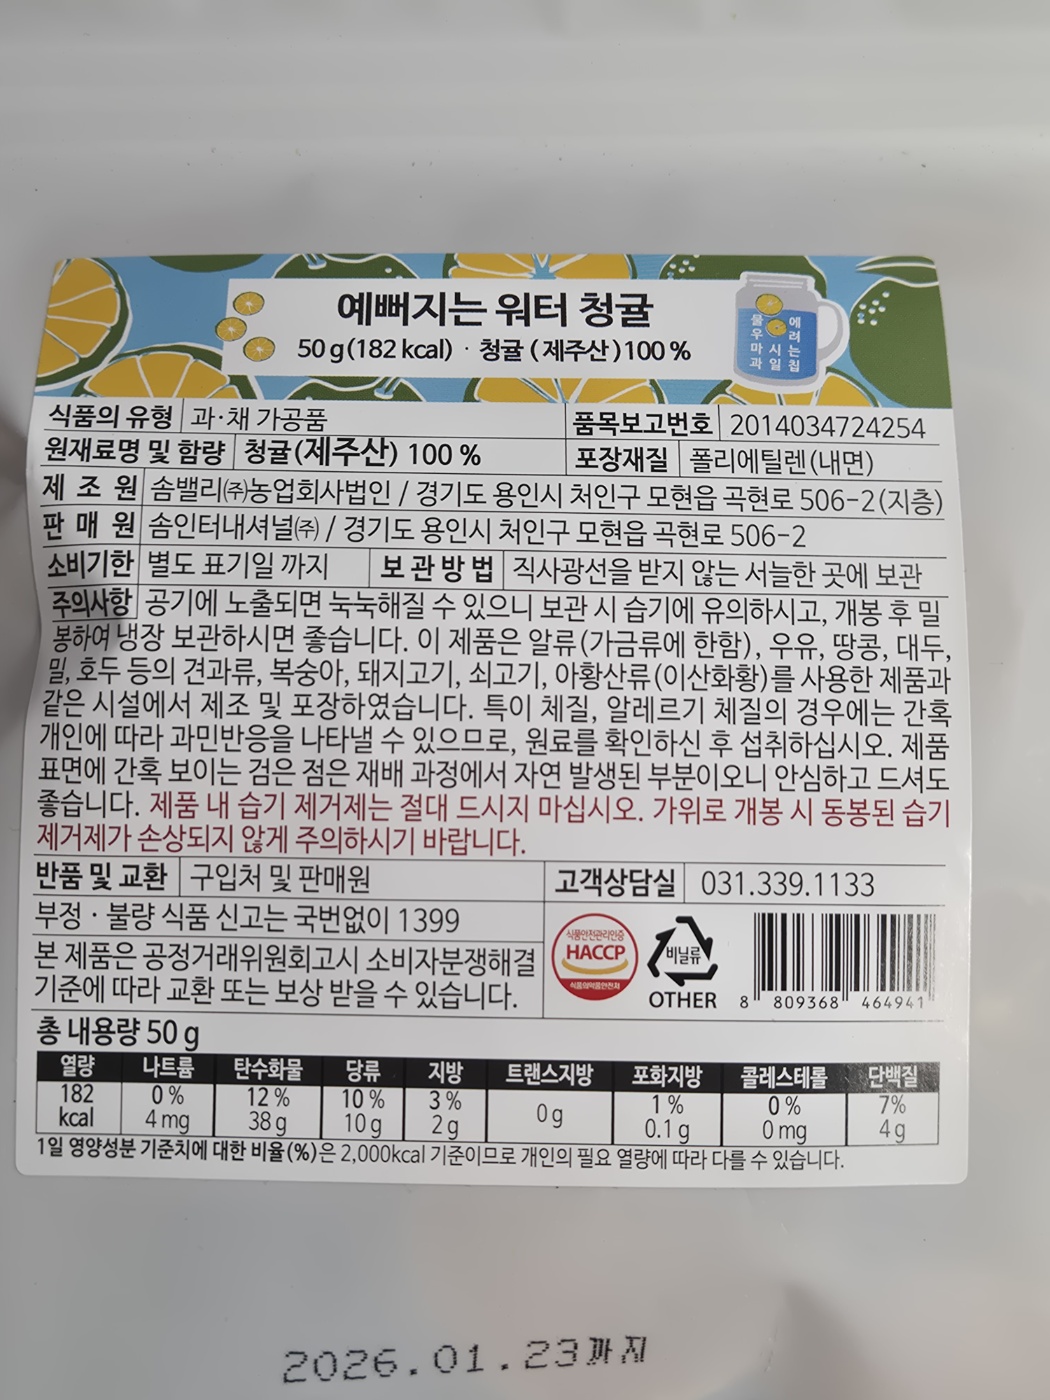 예뻐지는 워터 청귤
50 g(182 kcal) · 청귤 (제주산)100 %
물 에
우 려
마 시 는
과 일 칩
식품의 유형 과·채 가공품 품목보고번호 2014034724254
원재료명 및 함량 청귤(제주산) 100 % 포장재질 폴리에틸렌(내면)
제 조 원 솜밸리㈜농업회사법인 / 경기도 용인시 처인구 모현읍 곡현로 506-2(지층)
판 매 원 솜인터내셔널㈜ / 경기도 용인시 처인구 모현읍 곡현로 506-2
소비기한 별도 표기일 까지 보 관 방 법 직사광선을 받지 않는 서늘한 곳에 보관
주의사항 공기에 노출되면 눅눅해질 수 있으니 보관 시 습기에 유의하시고, 개봉 후 밀
봉하여 냉장 보관하시면 좋습니다. 이 제품은 알류(가금류에 한함), 우유, 땅콩, 대두,
밀, 호두 등의 견과류, 복숭아, 돼지고기, 쇠고기, 아황산류(이산화황)를 사용한 제품과
같은 시설에서 제조 및 포장하였습니다. 특이 체질, 알레르기 체질의 경우에는 간혹
개인에 따라 과민반응을 나타낼 수 있으므로, 원료를 확인하신 후 섭취하십시오. 제품
표면에 간혹 보이는 검은 점은 재배 과정에서 자연 발생된 부분이오니 안심하고 드셔도
좋습니다. 제품 내 습기 제거제는 절대 드시지 마십시오. 가위로 개봉 시 동봉된 습기
제거제가 손상되지 않게 주의하시기 바랍니다.
반품 및 교환 구입처 및 판매원 고객상담실 031.339.1133
부정 · 불량 식품 신고는 국번없이 1399
본 제품은 공정거래위원회고시 소비자분쟁해결
기준에 따라 교환 또는 보상 받을 수 있습니다.
식품안전관리인증
HACCP
식품의약품안전처
비닐류
OTHER
8 809368 464941
총 내용량 50 g
열량 나트륨 탄수화물 당류 지방 트랜스지방 포화지방 콜레스테롤 단백질
182 kcal 0 % 4 mg 12 % 38 g 10 % 10 g 3 % 2 g 0 g 1 % 0.1 g 0 % 0 mg 7% 4 g
1일 영양성분 기준치에 대한 비율(%)은 2,000kcal 기준이므로 개인의 필요 열량에 따라 다를 수 있습니다.
2026.01.23까지